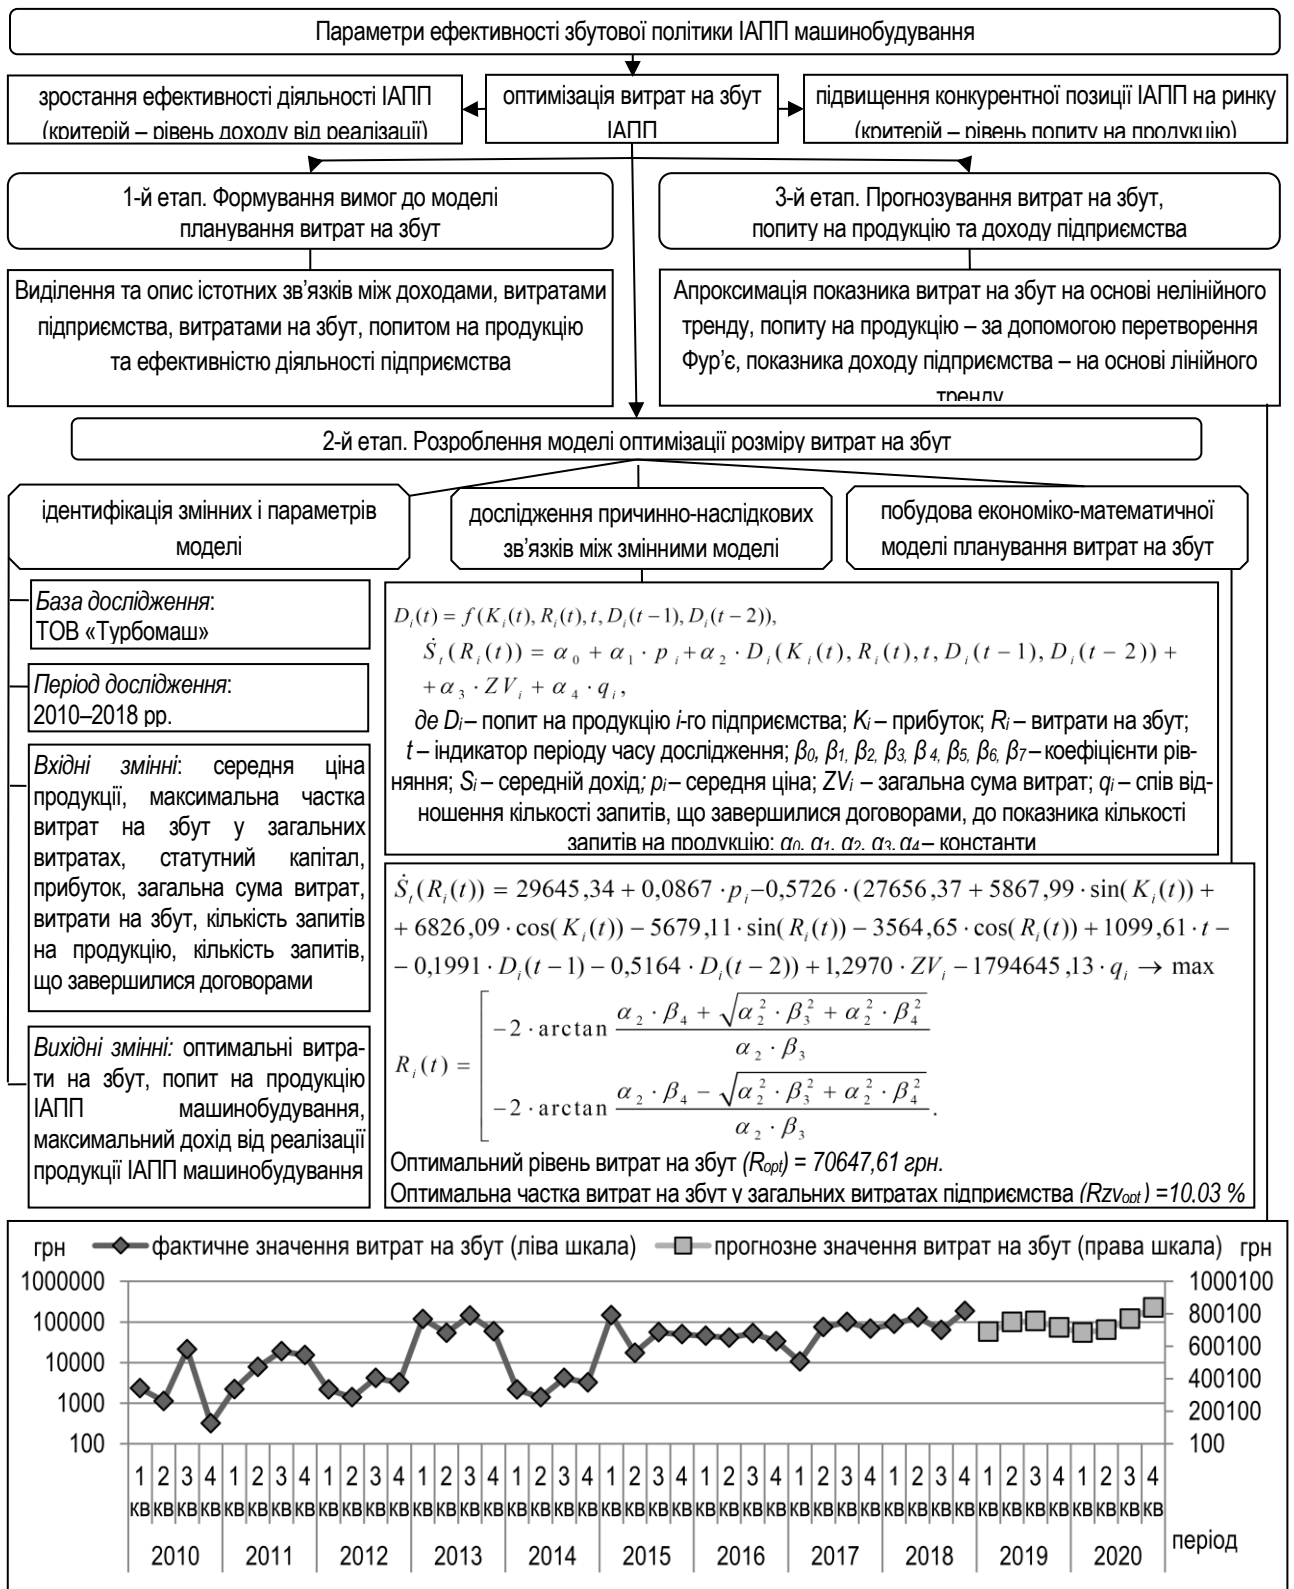 Параметри ефективності збутової політики ІАПП машинобудування
зростання ефективності діяльності ІАПП
(критерій – рівень доходу від реалізації)
оптимізація витрат на збут
ІАПП
підвищення конкурентної позиції ІАПП на ринку
(критерій – рівень попиту на продукцію)
1-й етап. Формування вимог до моделі
планування витрат на збут
3-й етап. Прогнозування витрат на збут,
попиту на продукцію та доходу підприємства
Виділення та опис істотних зв’язків між доходами, витратами
підприємства, витратами на збут, попитом на продукцію
та ефективністю діяльності підприємства
Апроксимація показника витрат на збут на основі нелінійного
тренду, попиту на продукцію – за допомогою перетворення
Фур’є, показника доходу підприємства – на основі лінійного
тренду
2-й етап. Розроблення моделі оптимізації розміру витрат на збут
ідентифікація змінних і параметрів
моделі
дослідження причинно-наслідкових
зв’язків між змінними моделі
побудова економіко-математичної
моделі планування витрат на збут
База дослідження:
ТОВ «Турбомаш»
Період дослідження:
2010–2018 рр.
Вхідні змінні: середня ціна
продукції, максимальна частка
витрат на збут у загальних
витратах, статутний капітал,
прибуток, загальна сума витрат,
витрати на збут, кількість запитів
на продукцію, кількість запитів,
що завершилися договорами
Вихідні змінні: оптимальні витра-
ти на збут, попит на продукцію
ІАПП машинобудування,
максимальний дохід від реалізації
продукції ІАПП машинобудування
D_i(t) = f(K_i(t), R_i(t), t, D_i(t−1), D_i(t−2)),
Ṡ_t(R_i(t)) = α_0 + α_1 · p_i + α_2 · D_i(K_i(t), R_i(t), t, D_i(t−1), D_i(t−2)) +
+ α_3 · ZV_i + α_4 · q_i,
де D_i – попит на продукцію і-го підприємства; K_i – прибуток; R_i – витрати на збут;
t – індикатор періоду часу дослідження; β_0, β_1, β_2, β_3, β_4, β_5, β_6, β_7 – коефіцієнти рів-
няння; S_i – середній дохід; p_i – середня ціна; ZV_i – загальна сума витрат; q_i – спів від-
ношення кількості запитів, що завершилися договорами, до показника кількості
запитів на продукцію; α_0, α_1, α_2, α_3, α_4 – константи
Ṡ_t(R_i(t)) = 29645,34 + 0,0867 · p_i − 0,5726 · (27656,37 + 5867,99 · sin(K_i(t)) +
+ 6826,09 · cos(K_i(t)) − 5679,11 · sin(R_i(t)) − 3564,65 · cos(R_i(t)) + 1099,61 · t −
− 0,1991 · D_i(t−1) − 0,5164 · D_i(t−2)) + 1,2970 · ZV_i − 1794645,13 · q_i → max
R_i(t) = [ −2 · arctan (α_2 · β_4 + √(α_2^2 · β_3^2 + α_2^2 · β_4^2)) / (α_2 · β_3)
−2 · arctan (α_2 · β_4 − √(α_2^2 · β_3^2 + α_2^2 · β_4^2)) / (α_2 · β_3).
Оптимальний рівень витрат на збут (R_opt) = 70647,61 грн.
Оптимальна частка витрат на збут у загальних витратах підприємства (Rzv_opt) =10.03 %
грн фактичне значення витрат на збут (ліва шкала) прогнозне значення витрат на збут (права шкала) грн
1000000 1000100
100000 800100
10000 600100
1000 400100
100 200100
100
1 2 3 4 1 2 3 4 1 2 3 4 1 2 3 4 1 2 3 4 1 2 3 4 1 2 3 4 1 2 3 4 1 2 3 4 1 2 3 4 1 2 3 4
кв кв кв кв кв кв кв кв кв кв кв кв кв кв кв кв кв кв кв кв кв кв кв кв кв кв кв кв кв кв кв кв кв кв кв кв кв кв кв кв кв кв кв кв
2010 2011 2012 2013 2014 2015 2016 2017 2018 2019 2020
період